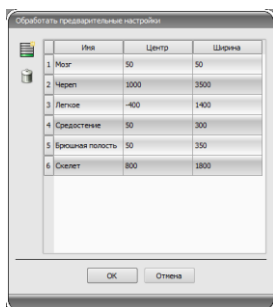 Обработать предварительные настройки
Имя Центр Ширина
1 Мозг 50 50
2 Череп 1000 3500
3 Легкое -400 1400
4 Средостение 50 300
5 Брюшная полость 50 350
6 Скелет 800 1800
OK Отмена